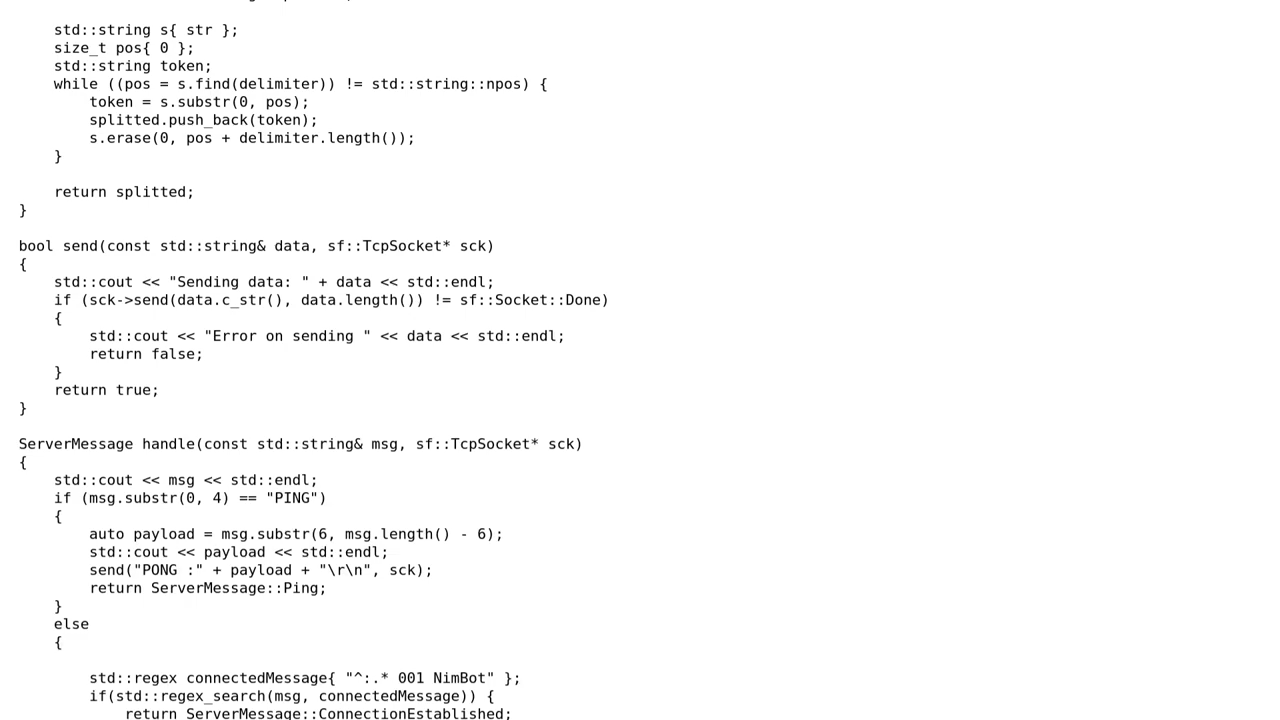 std::string s{ str };
size_t pos{ 0 };
std::string token;
while ((pos = s.find(delimiter)) != std::string::npos) {
token = s.substr(0, pos);
splitted.push_back(token);
s.erase(0, pos + delimiter.length());
}
return splitted;
}
bool send(const std::string& data, sf::TcpSocket* sck)
{
std::cout << "Sending data: " + data << std::endl;
if (sck->send(data.c_str(), data.length()) != sf::Socket::Done)
{
std::cout << "Error on sending " << data << std::endl;
return false;
}
return true;
}
ServerMessage handle(const std::string& msg, sf::TcpSocket* sck)
{
std::cout << msg << std::endl;
if (msg.substr(0, 4) == "PING")
{
auto payload = msg.substr(6, msg.length() - 6);
std::cout << payload << std::endl;
send("PONG :" + payload + "\r\n", sck);
return ServerMessage::Ping;
}
else
{
std::regex connectedMessage{ "^:.* 001 NimBot" };
if(std::regex_search(msg, connectedMessage)) {
return ServerMessage::ConnectionEstablished;